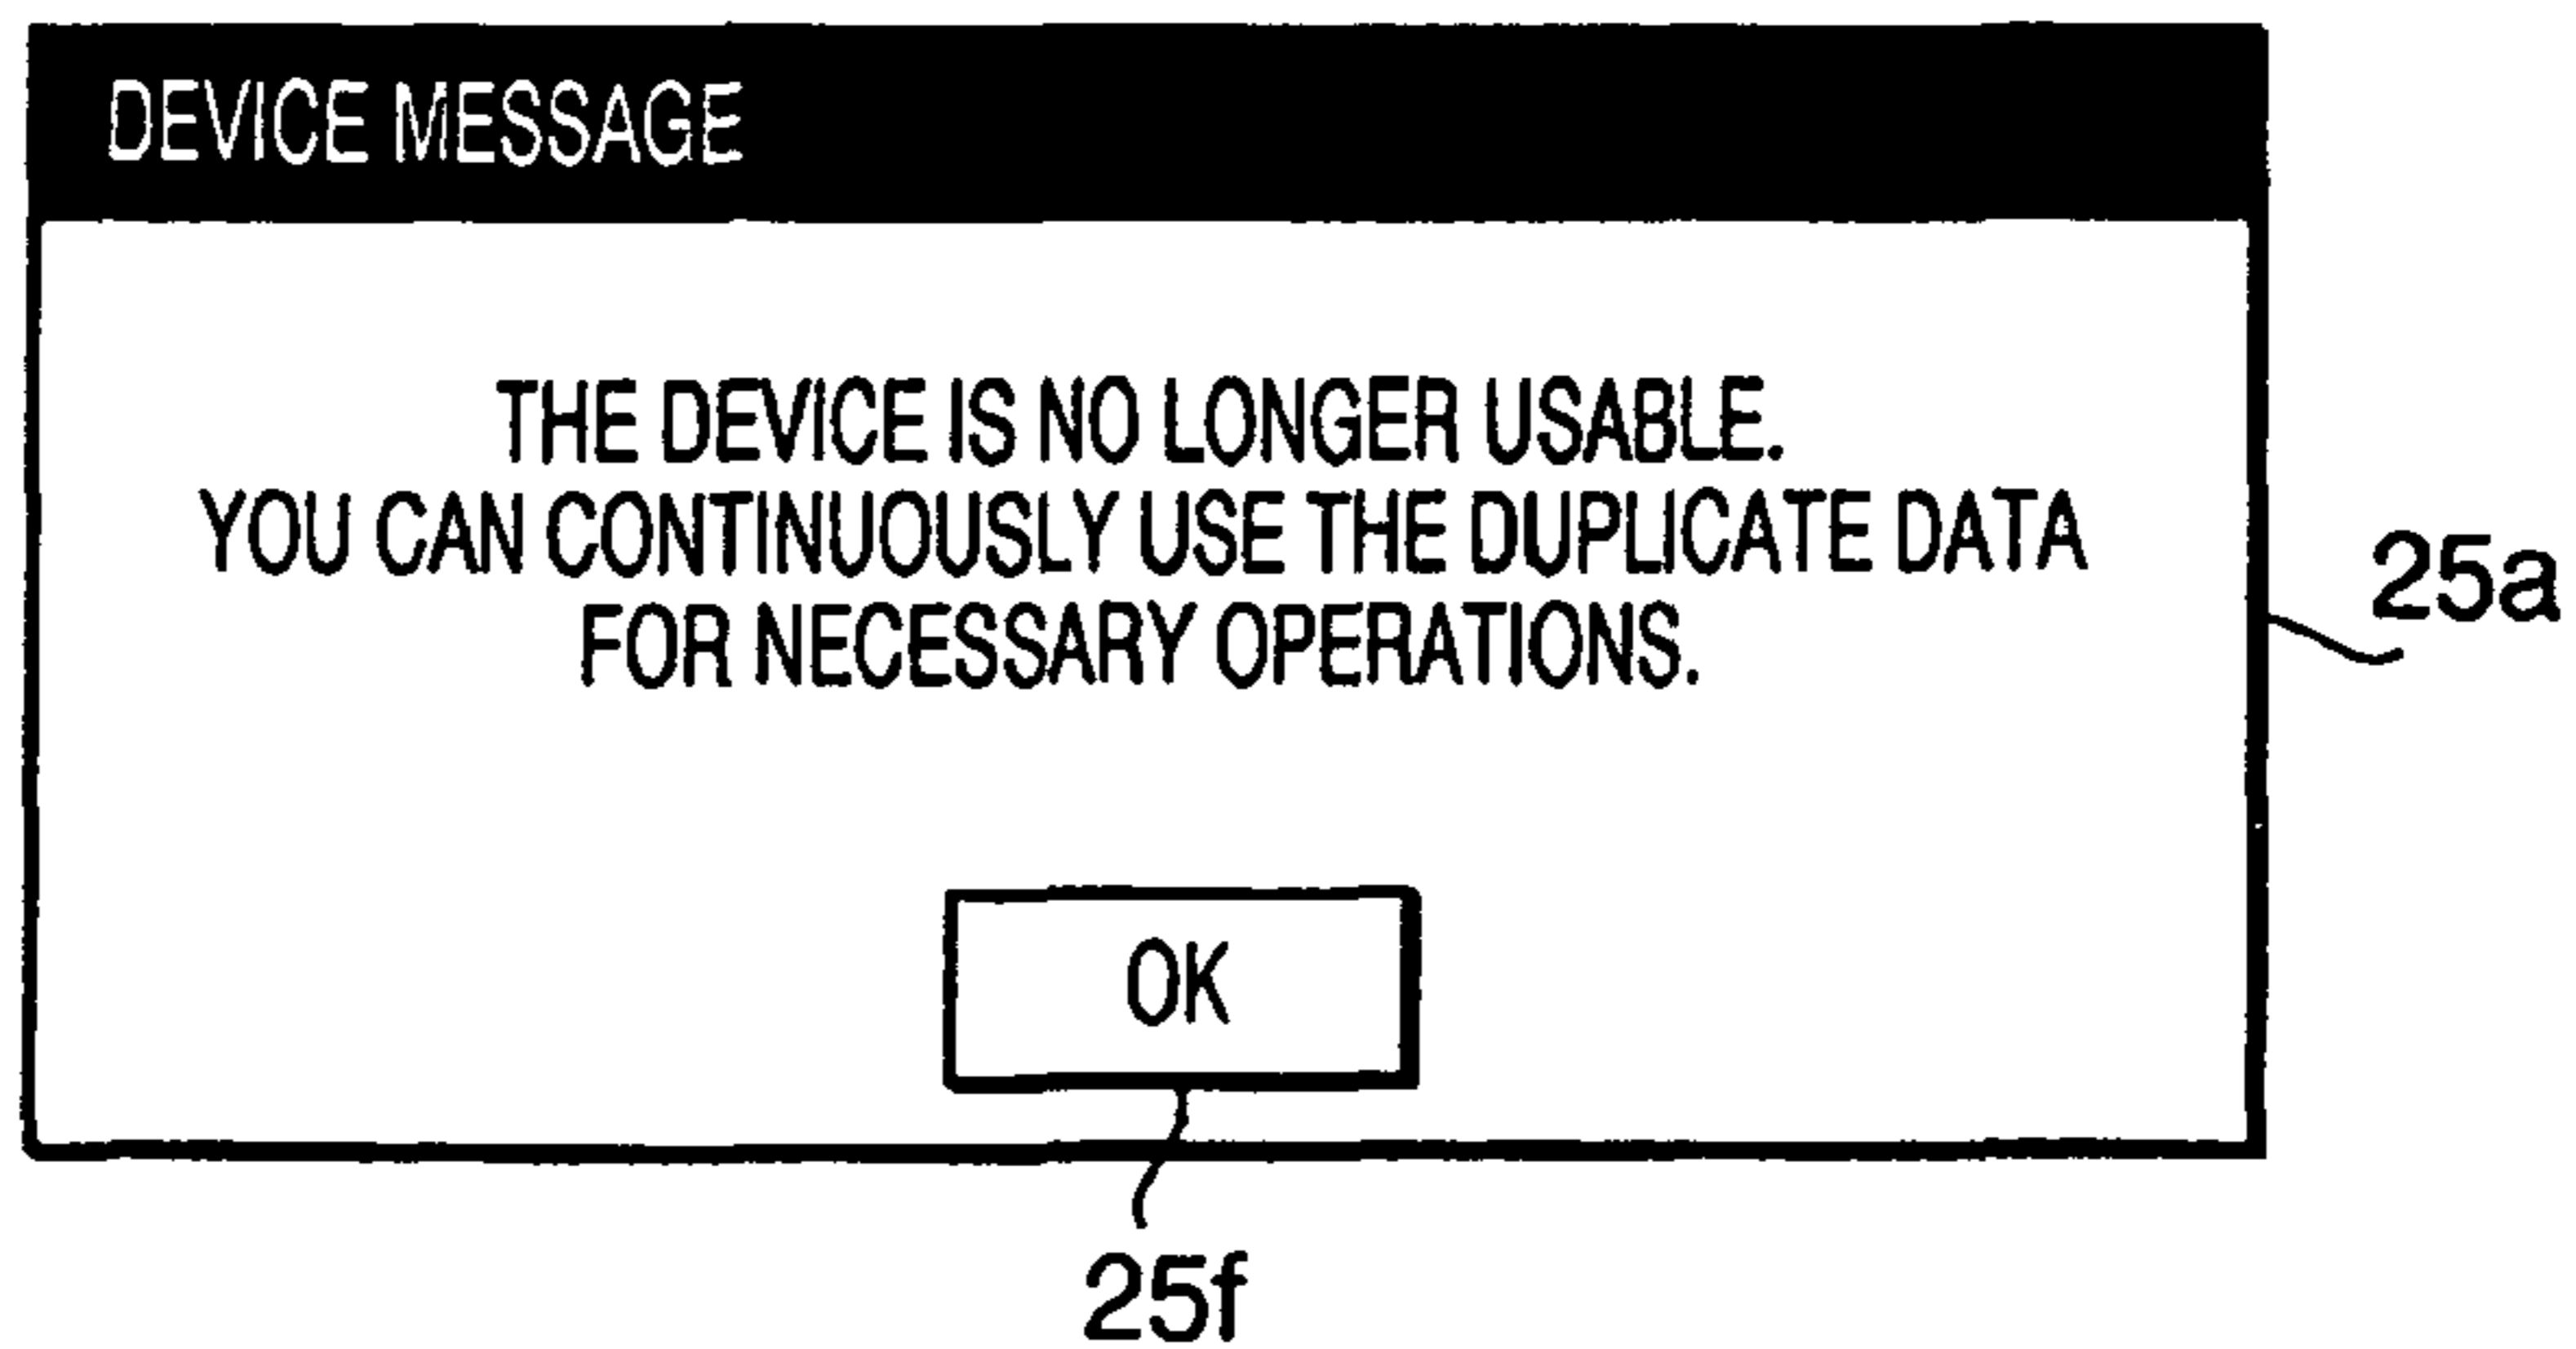 DEVICE MESSAGE
THE DEVICE IS NO LONGER USABLE.
YOU CAN CONTINUOUSLY USE THE DUPLICATE DATA
FOR NECESSARY OPERATIONS.
25a
OK
25f